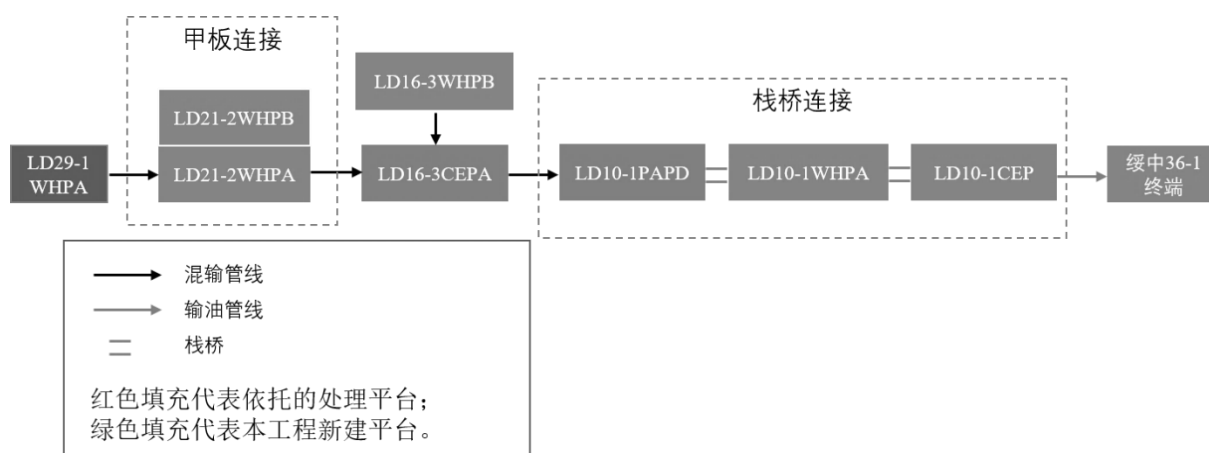 甲板连接
LD16-3WHPB
栈桥连接
LD21-2WHPB
LD29-1
WHPA
LD21-2WHPA
LD16-3CEPA
LD10-1PAPD
LD10-1WHPA
LD10-1CEP
绥中36-1
终端
混输管线
输油管线
栈桥
红色填充代表依托的处理平台；
绿色填充代表本工程新建平台。